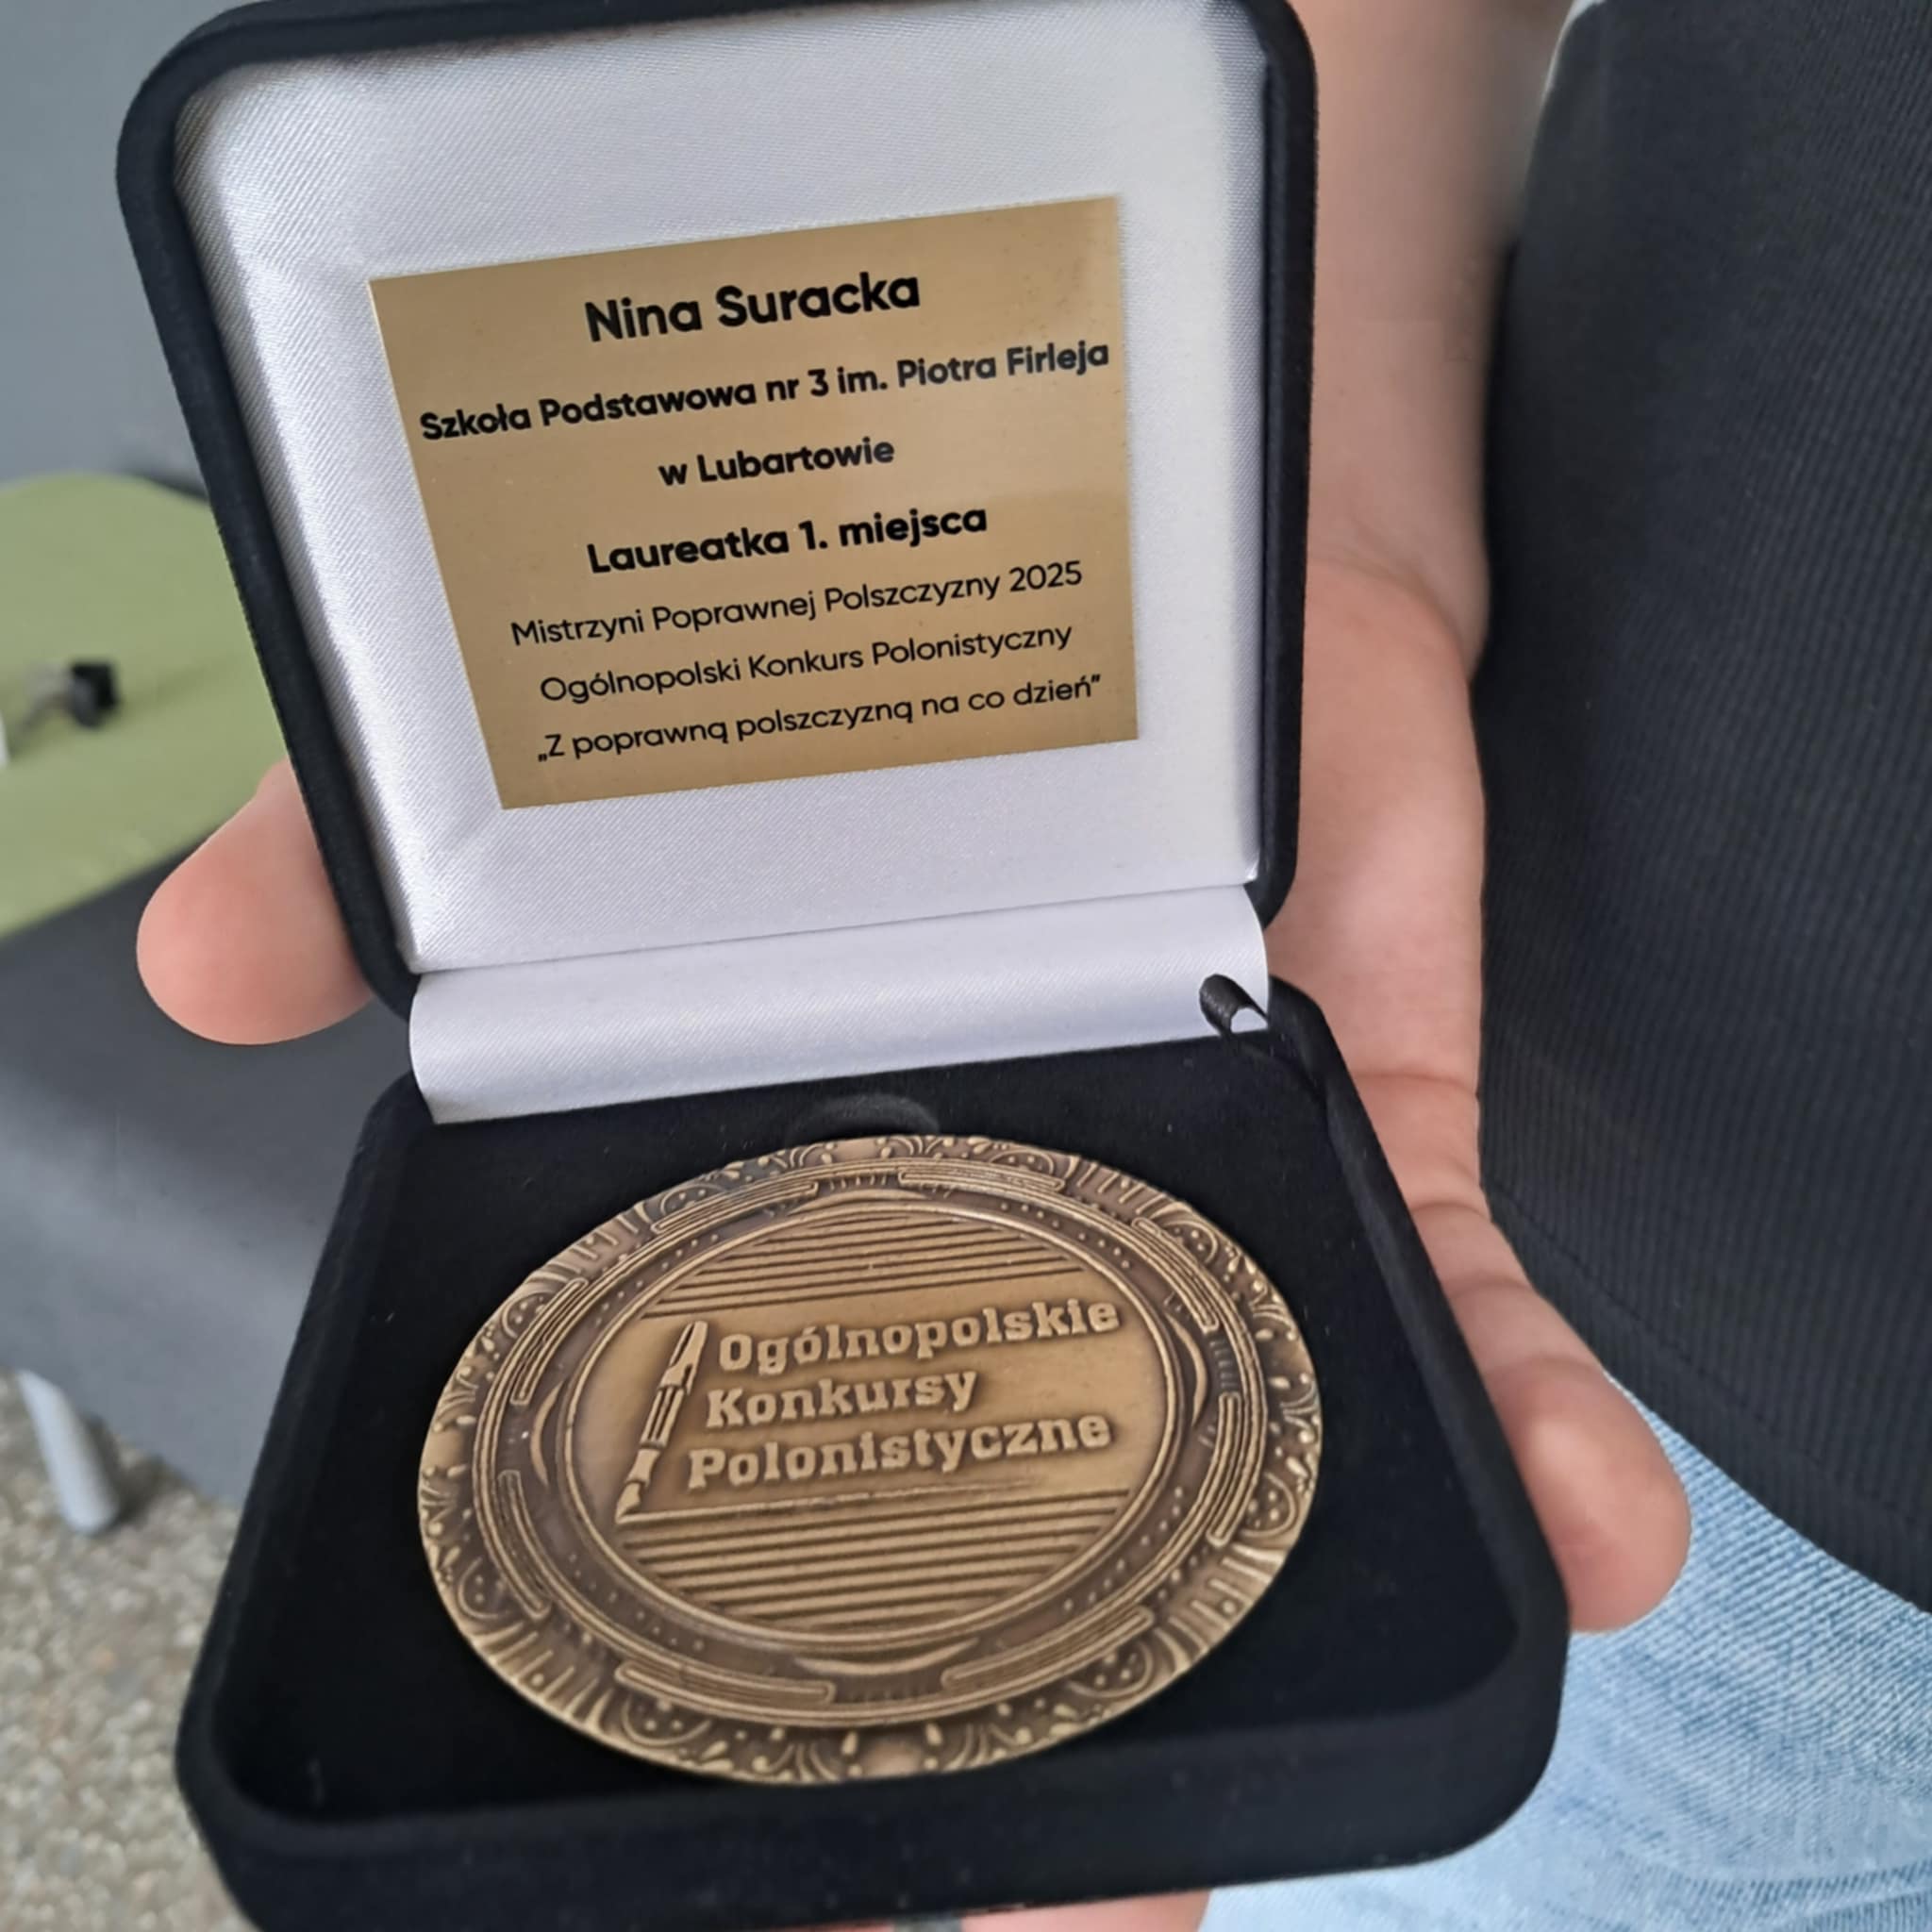 Nina Suracka
Szkoła Podstawowa nr 3 im. Piotra Firleja
w Lubartowie
Laureatka 1. miejsca
Mistrzyni Poprawnej Polszczyzny 2025
Ogólnopolski Konkurs Polonistyczny
„Z poprawną polszczyzną na co dzień”
Ogólnopolskie
Konkursy
Polonistyczne